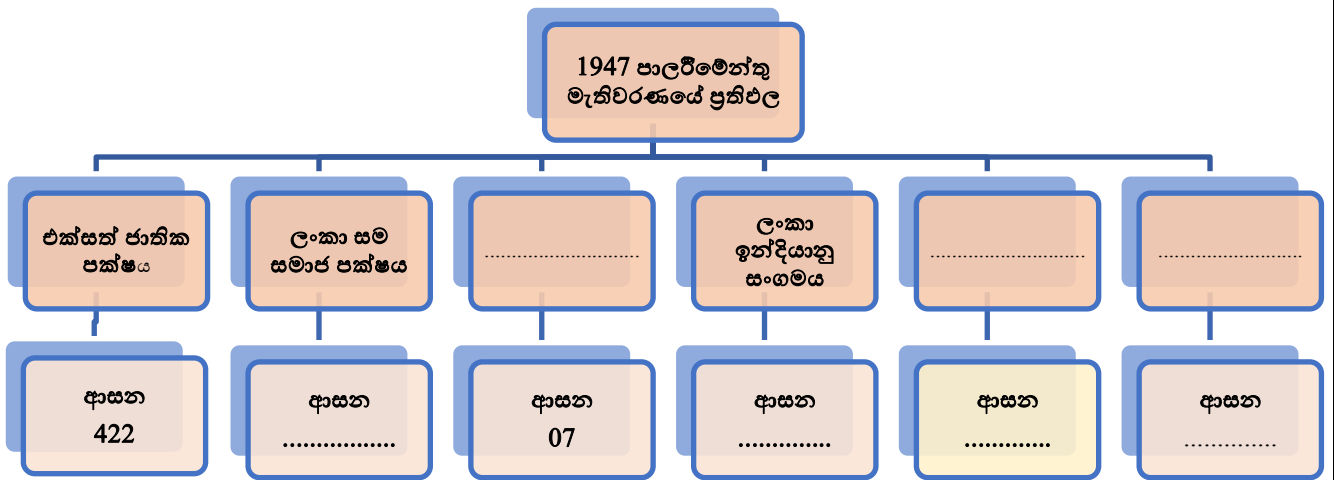 1947 පාලර්මේන්තු
මැතිවරණයේ ප්‍රතිඵල
එක්සත් ජාතික
පක්ෂය
ලංකා සම
සමාජ පක්ෂය
................................
ලංකා
ඉන්දියානු
සංගමය
................................
..............................
ආසන
422
ආසන
.................
ආසන
07
ආසන
..............
ආසන
.............
ආසන
..............